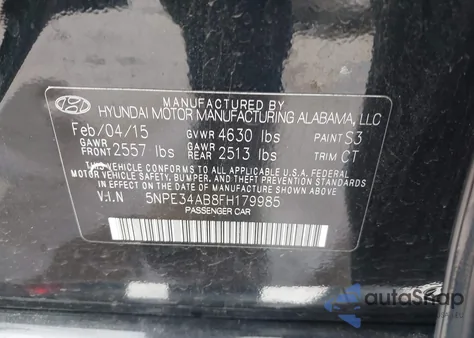 MANUFACTURED BY
HYUNDAI MOTOR MANUFACTURING ALABAMA, LLC
Feb/04/15 GVWR 4630 lbs PAINT S3
GAWR FRONT 2557 lbs GAWR REAR 2513 lbs TRIM CT
THIS VEHICLE CONFORMS TO ALL APPLICABLE U.S. FEDERAL
MOTOR VEHICLE SAFETY, BUMPER, AND THEFT PREVENTION
STANDARDS IN EFFECT ON THE DATE OF MANUFACTURE SHOWN ABOVE.
V.I.N 5NPE34AB8FH179985
PASSENGER CAR
autoSnap